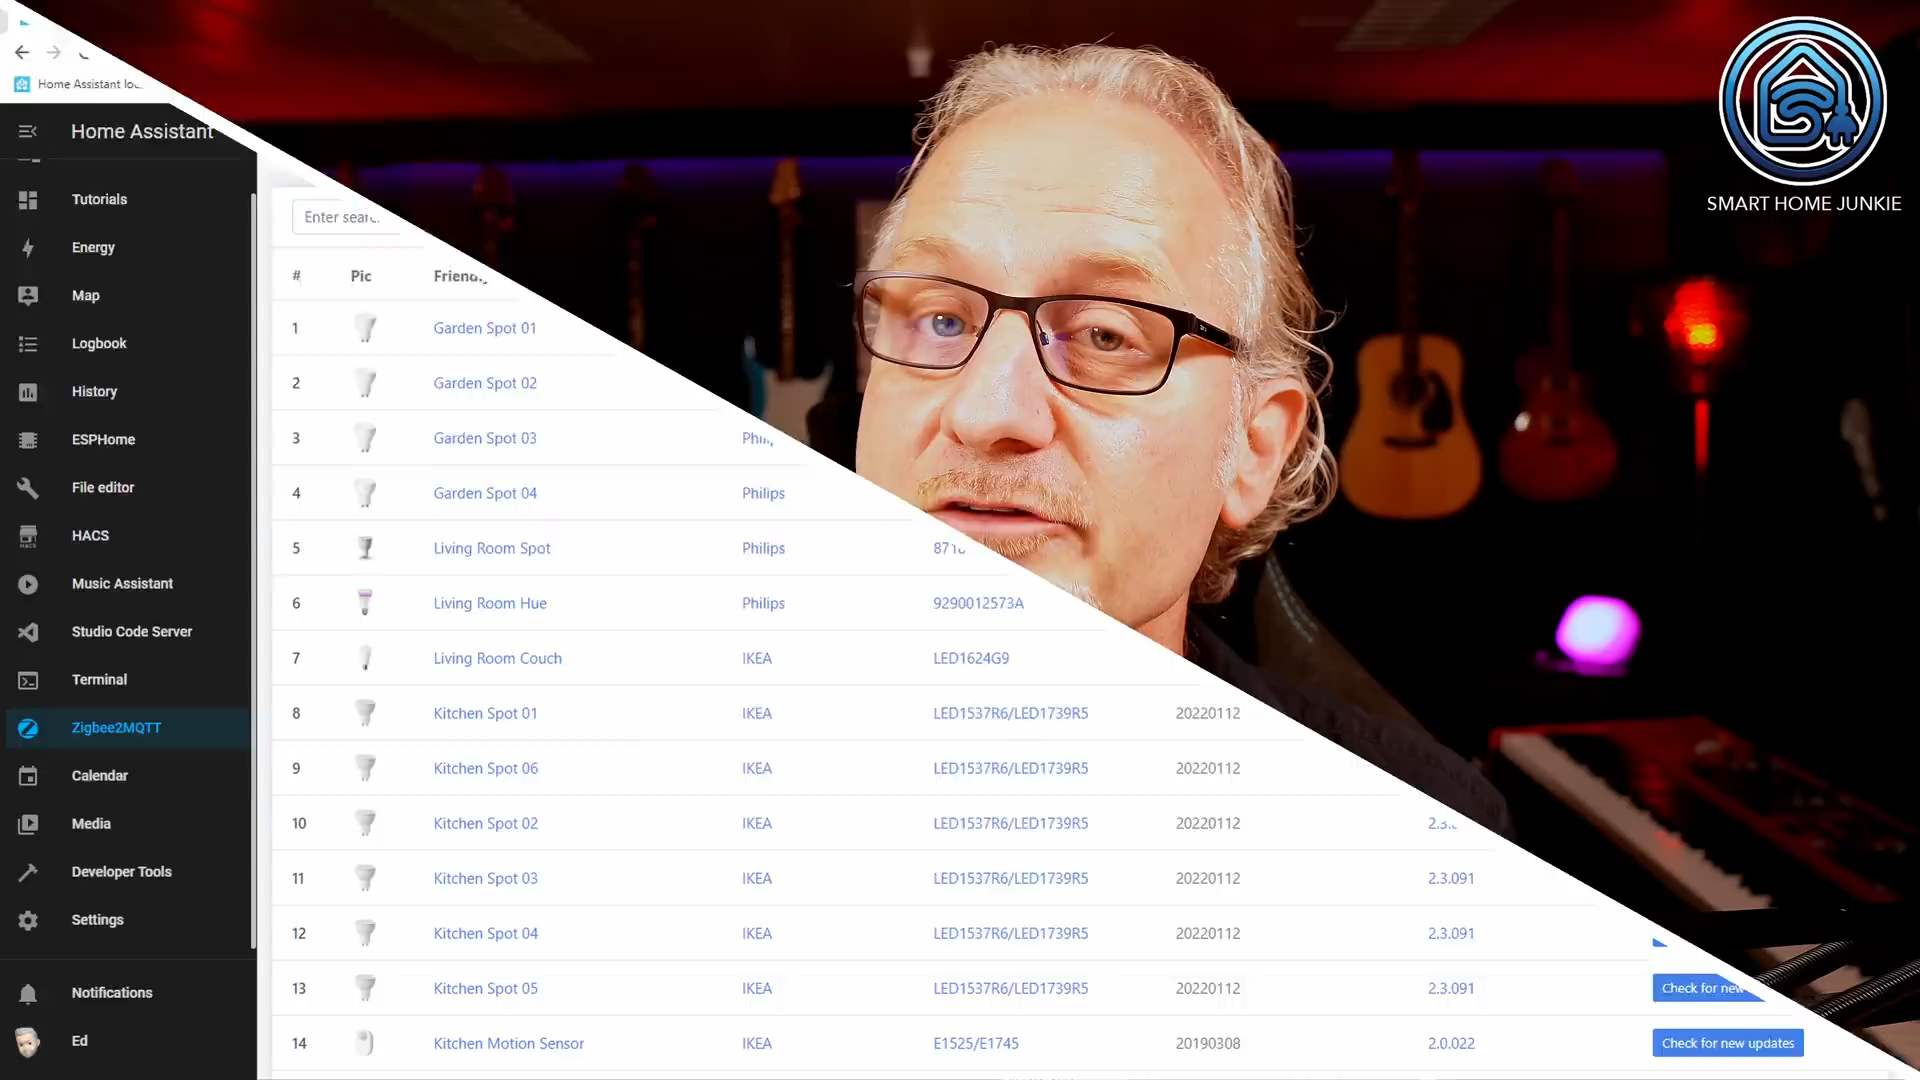 Home Assistant
Home Assistant
SMART HOME JUNKIE
Tutorials
Energy
Map
Logbook
History
ESPHome
File editor
HACS
Music Assistant
Studio Code Server
Terminal
Zigbee2MQTT
Calendar
Media
Developer Tools
Settings
Notifications
Ed
Enter
# Pic
1 Garden Spot 01
2 Garden Spot 02
3 Garden Spot 03
4 Garden Spot 04 Philips
5 Living Room Spot Philips
6 Living Room Hue Philips 9290012573A
7 Living Room Couch IKEA LED1624G9
8 Kitchen Spot 01 IKEA LED1537R6/LED1739R5 20220112
9 Kitchen Spot 06 IKEA LED1537R6/LED1739R5 20220112
10 Kitchen Spot 02 IKEA LED1537R6/LED1739R5 20220112
11 Kitchen Spot 03 IKEA LED1537R6/LED1739R5 20220112 2.3.091
12 Kitchen Spot 04 IKEA LED1537R6/LED1739R5 20220112 2.3.091
13 Kitchen Spot 05 IKEA LED1537R6/LED1739R5 20220112 2.3.091 Check for new
14 Kitchen Motion Sensor IKEA E1525/E1745 20190308 2.0.022 Check for new updates